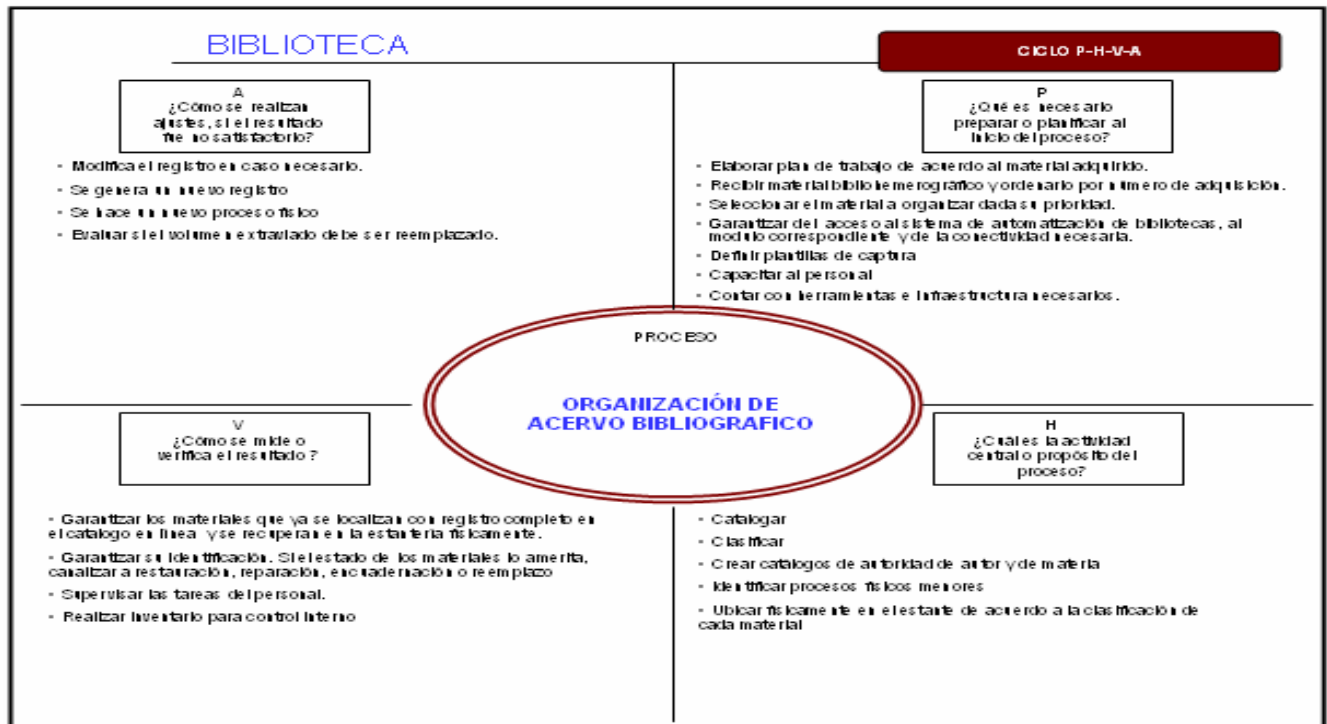 BIBLIOTECA
CICLO P-H-V-A
A
¿Cómo se realizan
ajustes, si el resultado
fue no satisfactorio?
- Modifica el registro en caso necesario.
- Se genera un nuevo registro
- Se hace un nuevo proceso físico
- Evaluar si el volumen extraviado debe ser reemplazado.
P
¿Qué es necesario
preparar o planificar al
inicio del proceso?
- Elaborar plan de trabajo de acuerdo al material adquirido.
- Recibir material bibliohemerográfico y ordenarlo por número de adquisición.
- Seleccionar el material a organizar dada su prioridad.
- Garantizar del acceso al sistema de automatización de bibliotecas, al
modulo correspondiente y de la conectividad necesaria.
- Definir plantillas de captura
- Capacitar al personal
- Contar con herramientas e infraestructura necesarios.
PROCESO
ORGANIZACIÓN DE
ACERVO BIBLIOGRAFICO
V
¿Cómo se mide o
verifica el resultado ?
- Garantizar los materiales que ya se localizan con registro completo en
el catalogo en línea y se recuperan en la estantería físicamente.
- Garantizar su identificación. Si el estado de los materiales lo amerita,
canalizar a restauración, reparación, encuadernación o reemplazo
- Supervisar las tareas del personal.
- Realizar inventario para control interno
H
¿Cuál es la actividad
central o propósito del
proceso?
- Catalogar
- Clasificar
- Crear catálogos de autoridad de autor y de materia
- Identificar procesos físicos menores
- Ubicar físicamente en el estante de acuerdo a la clasificación de
cada material